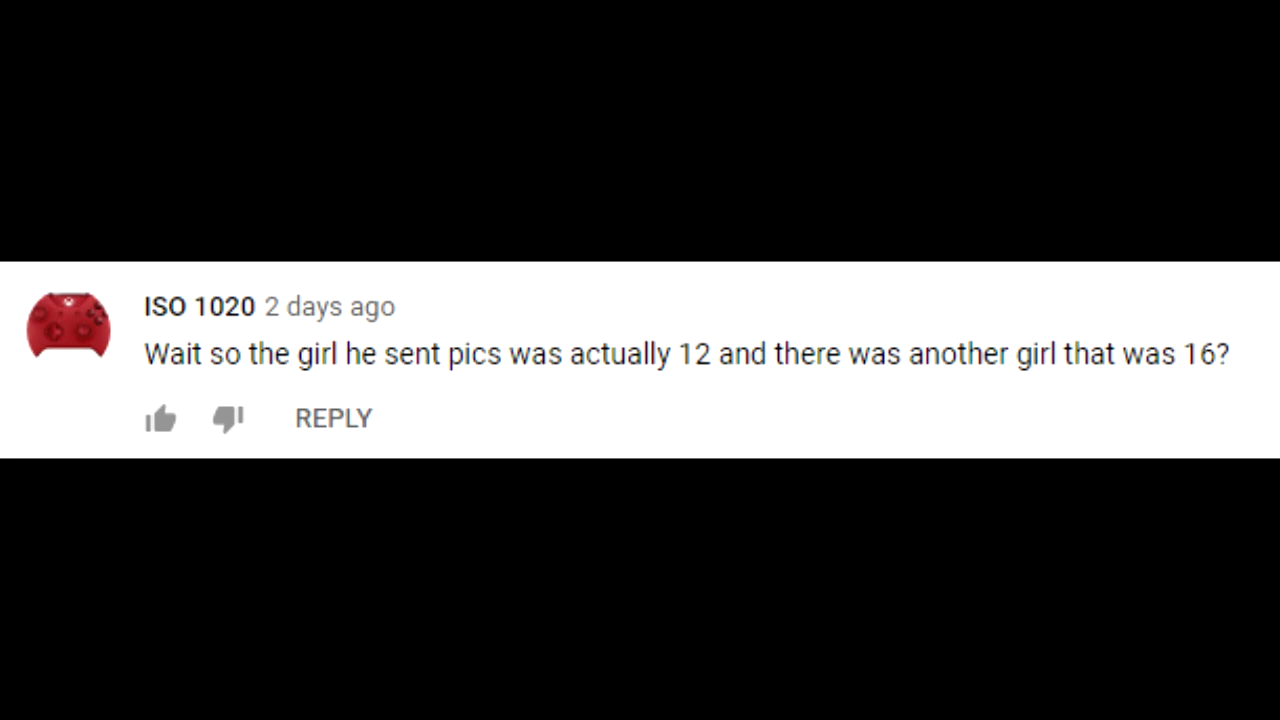 ISO 1020 2 days ago
Wait so the girl he sent pics was actually 12 and there was another girl that was 16?
REPLY